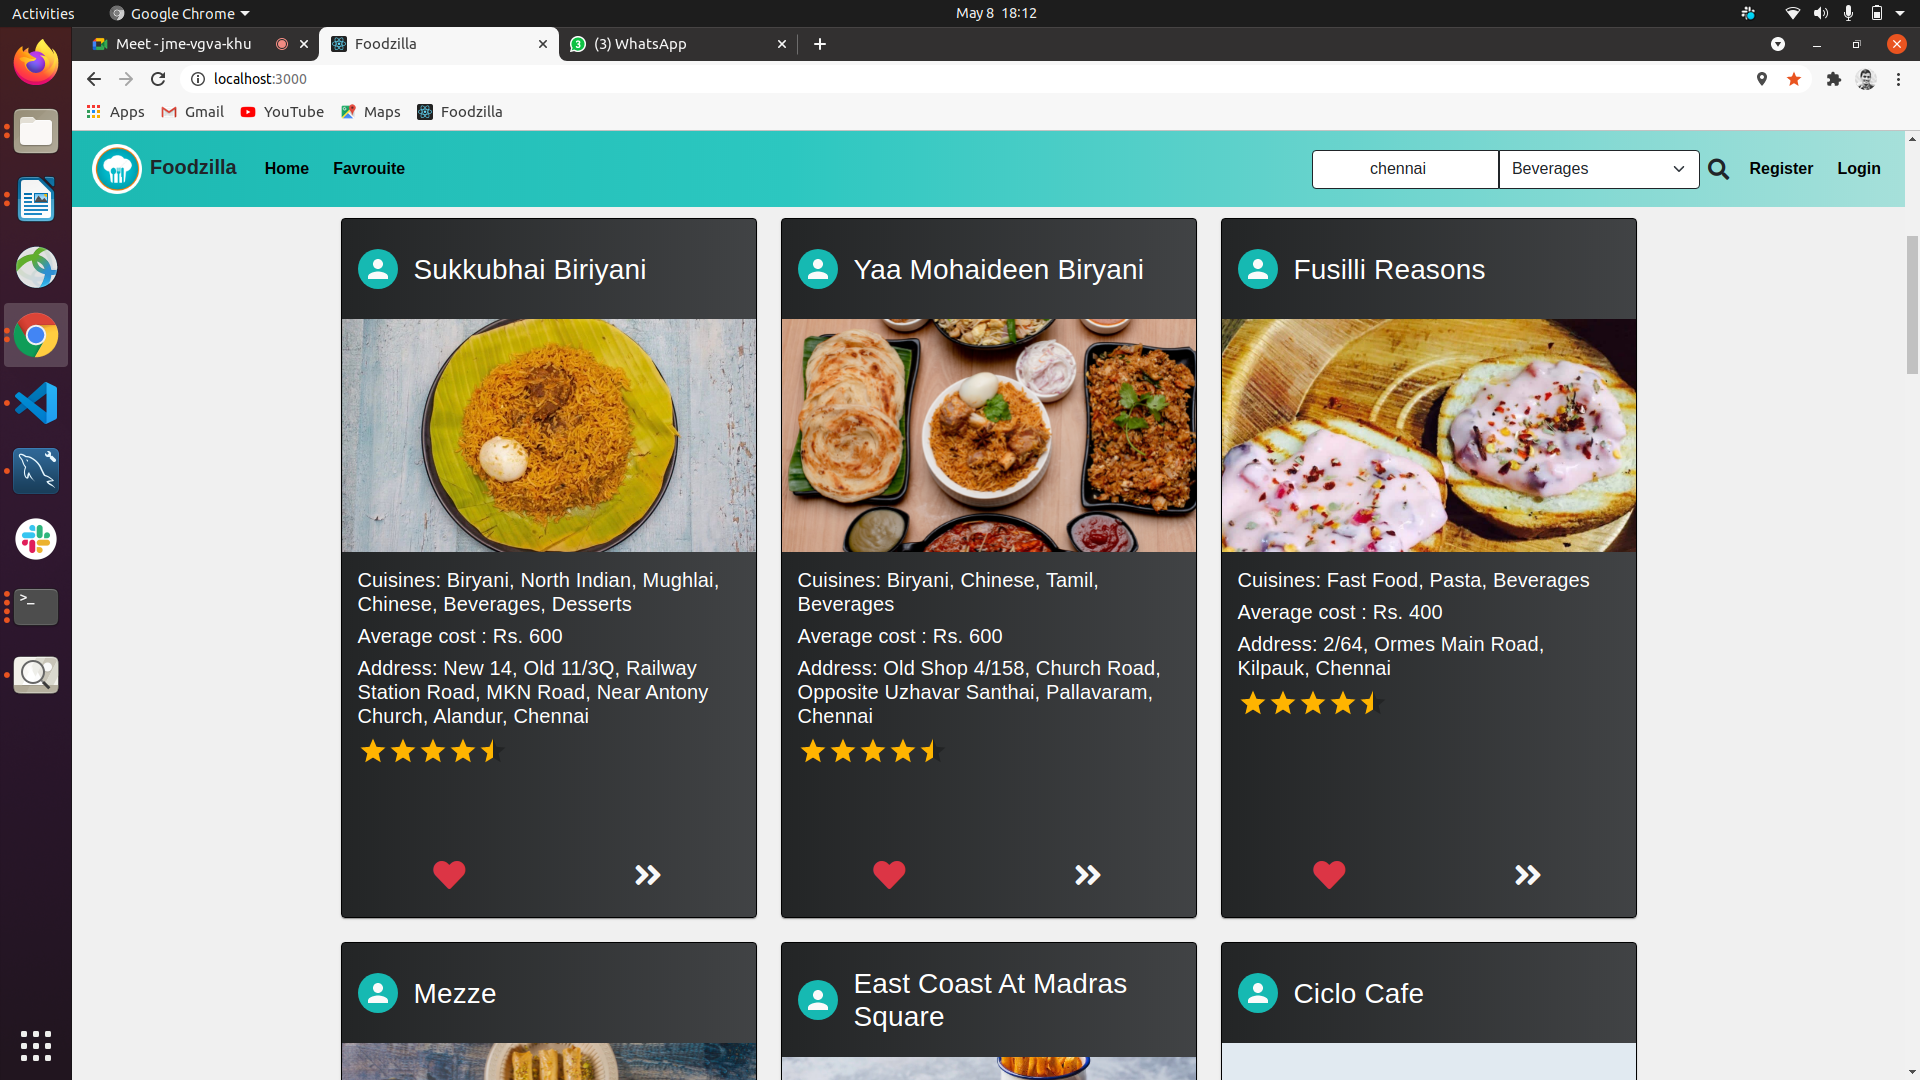 Activities
Google Chrome
May 8 18:12
Meet - jme-vgva-khu
Foodzilla
(3) WhatsApp
localhost:3000
Apps
Gmail
YouTube
Maps
Foodzilla
Foodzilla
Home
Favrouite
chennai
Beverages
Register
Login
Sukkubhai Biriyani
Cuisines: Biryani, North Indian, Mughlai,
Chinese, Beverages, Desserts
Average cost : Rs. 600
Address: New 14, Old 11/3Q, Railway
Station Road, MKN Road, Near Antony
Church, Alandur, Chennai
Yaa Mohaideen Biryani
Cuisines: Biryani, Chinese, Tamil,
Beverages
Average cost : Rs. 600
Address: Old Shop 4/158, Church Road,
Opposite Uzhavar Santhai, Pallavaram,
Chennai
Fusilli Reasons
Cuisines: Fast Food, Pasta, Beverages
Average cost : Rs. 400
Address: 2/64, Ormes Main Road,
Kilpauk, Chennai
Mezze
East Coast At Madras
Square
Ciclo Cafe